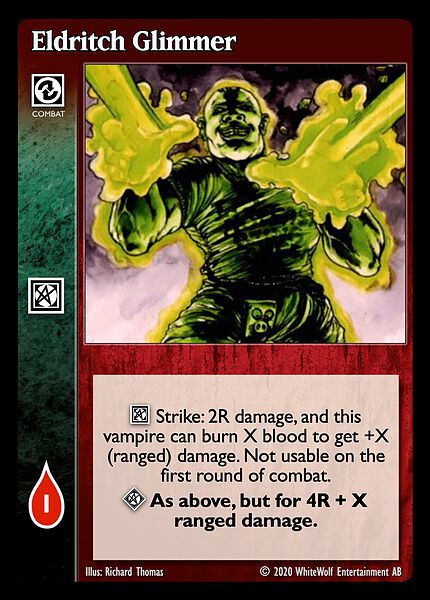 Eldritch Glimmer
COMBAT
Strike: 2R damage, and this
vampire can burn X blood to get +X
(ranged) damage. Not usable on the
first round of combat.
As above, but for 4R + X
ranged damage.
1
Illus: Richard Thomas
© 2020 WhiteWolf Entertainment AB